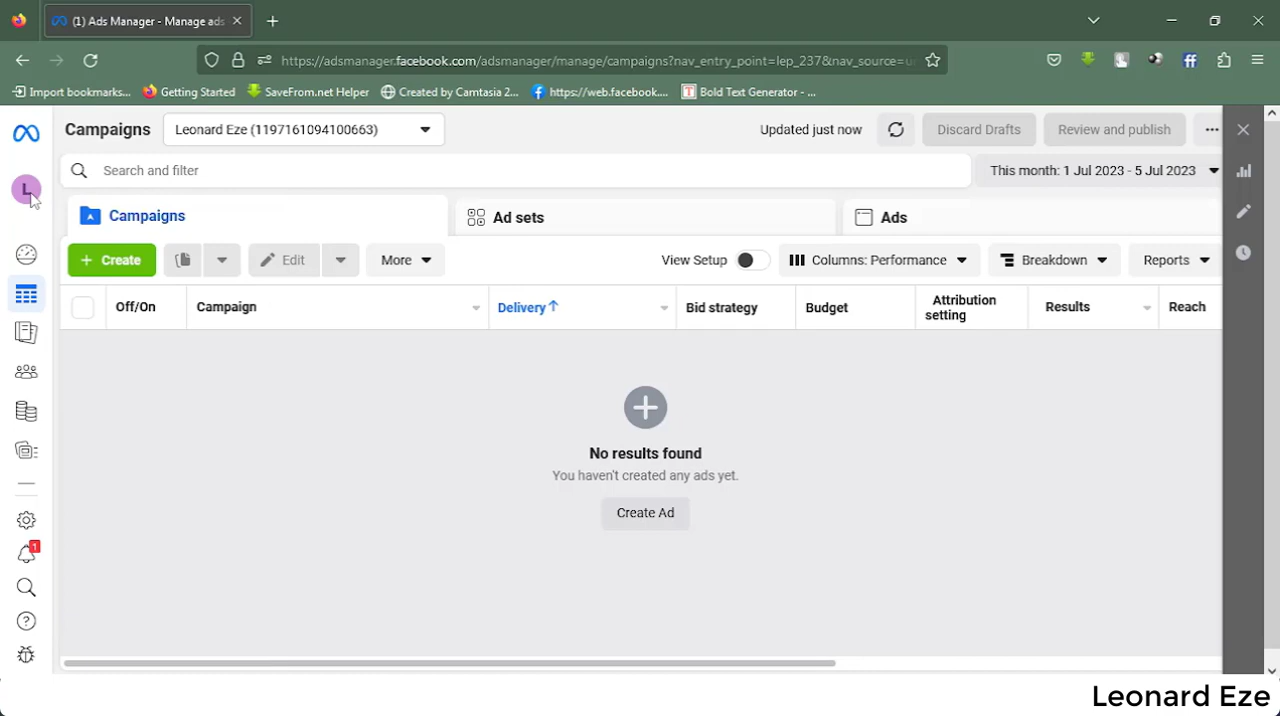 (1) Ads Manager - Manage ads
https://adsmanager.facebook.com/adsmanager/manage/campaigns?nav_entry_point=lep_237&nav_source=u
Import bookmarks...
Getting Started
SaveFrom.net Helper
Created by Camtasia 2...
https://web.facebook....
Bold Text Generator - ...
Campaigns
Leonard Eze (1197161094100663)
Updated just now
Discard Drafts
Review and publish
L
Search and filter
This month: 1 Jul 2023 - 5 Jul 2023
Campaigns
Ad sets
Ads
+ Create
Edit
More
View Setup
Columns: Performance
Breakdown
Reports
Off/On
Campaign
Delivery↑
Bid strategy
Budget
Attribution
setting
Results
Reach
No results found
You haven't created any ads yet.
Create Ad
1
Leonard Eze